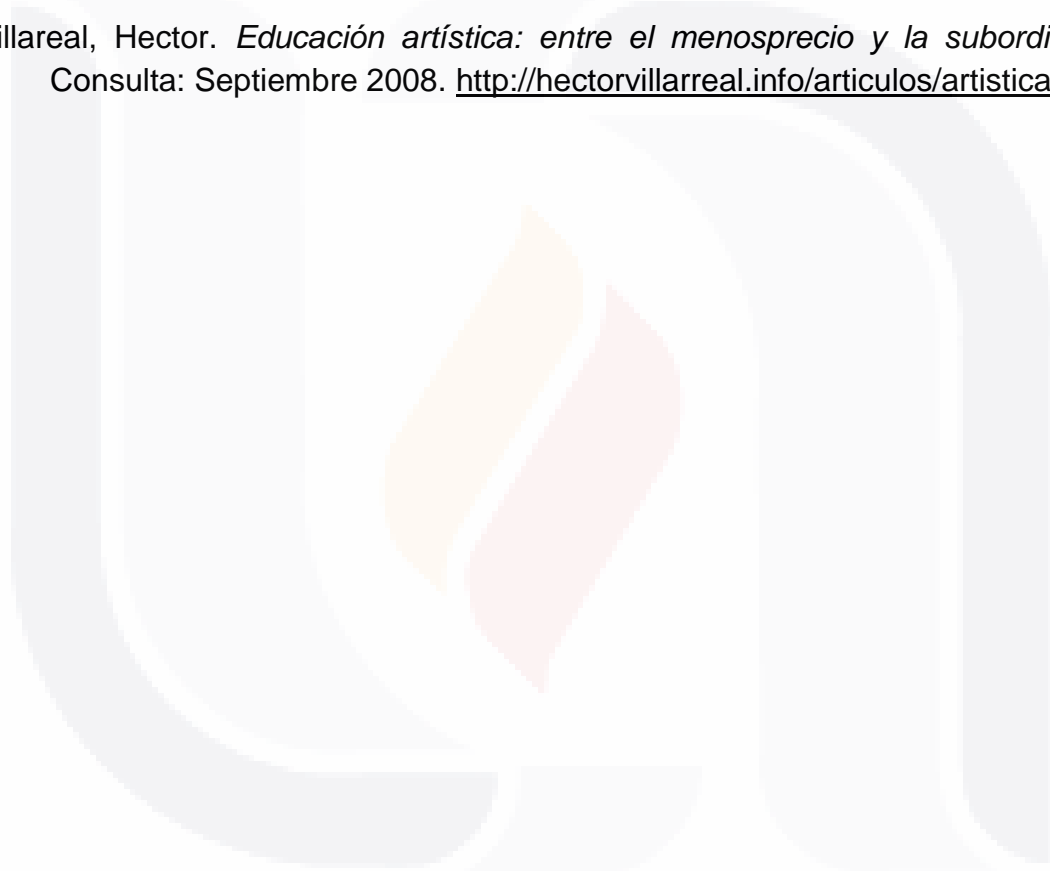 illareal, Hector. Educación artística: entre el menosprecio y la subordi
Consulta: Septiembre 2008. http://hectorvillarreal.info/articulos/artistica